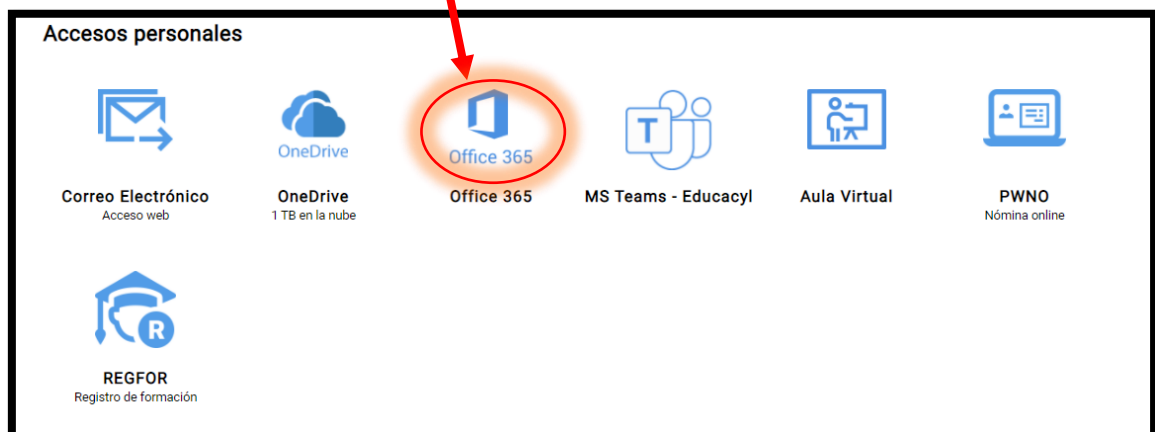 Accesos personales
OneDrive
Office 365
T
Correo Electrónico
Acceso web
OneDrive
1 TB en la nube
Office 365
MS Teams - Educacyl
Aula Virtual
PWNO
Nómina online
R
REGFOR
Registro de formación